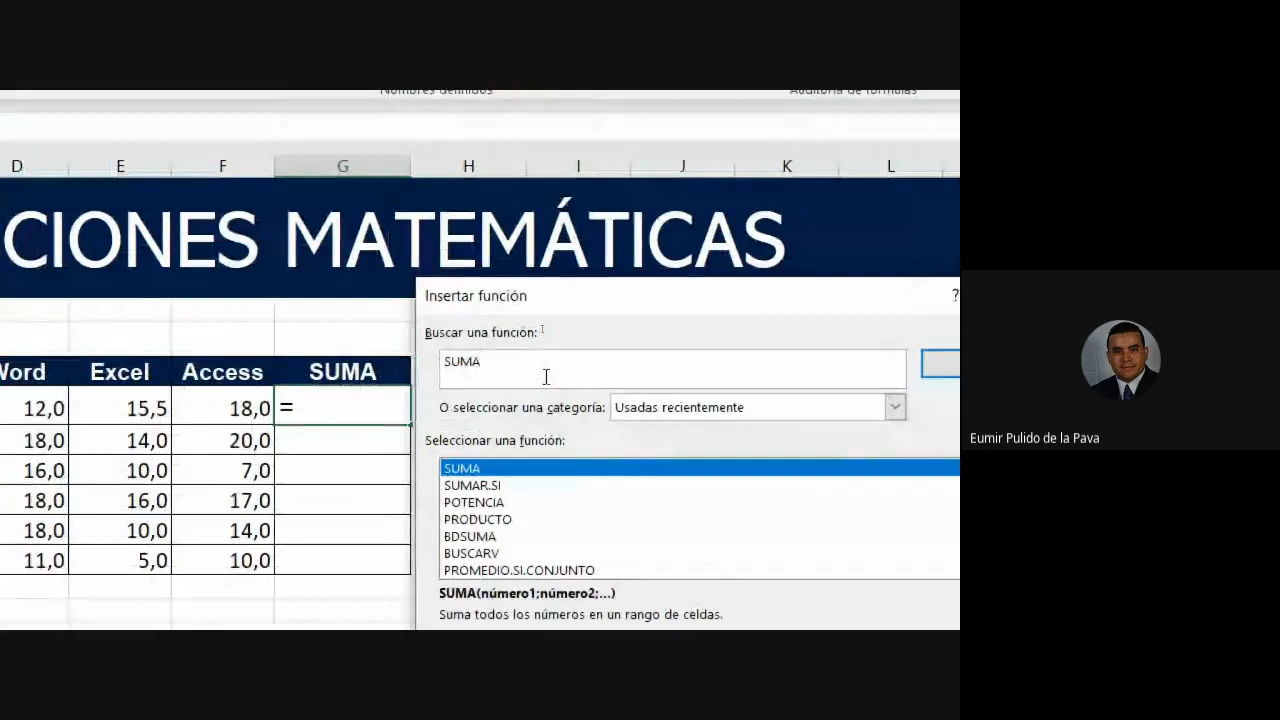 Nombres definidos Auditoría de fórmulas
D E F G H I J K L
CIONES MATEMÁTICAS
Insertar función ?
Buscar una función:
SUMA
O seleccionar una categoría: Usadas recientemente
Seleccionar una función:
SUMA
SUMAR.SI
POTENCIA
PRODUCTO
BDSUMA
BUSCARV
PROMEDIO.SI.CONJUNTO
SUMA(número1;número2;...)
Suma todos los números en un rango de celdas.
Word Excel Access SUMA
12,0 15,5 18,0 =
18,0 14,0 20,0
16,0 10,0 7,0
18,0 16,0 17,0
18,0 10,0 14,0
11,0 5,0 10,0
Eumir Pulido de la Pava